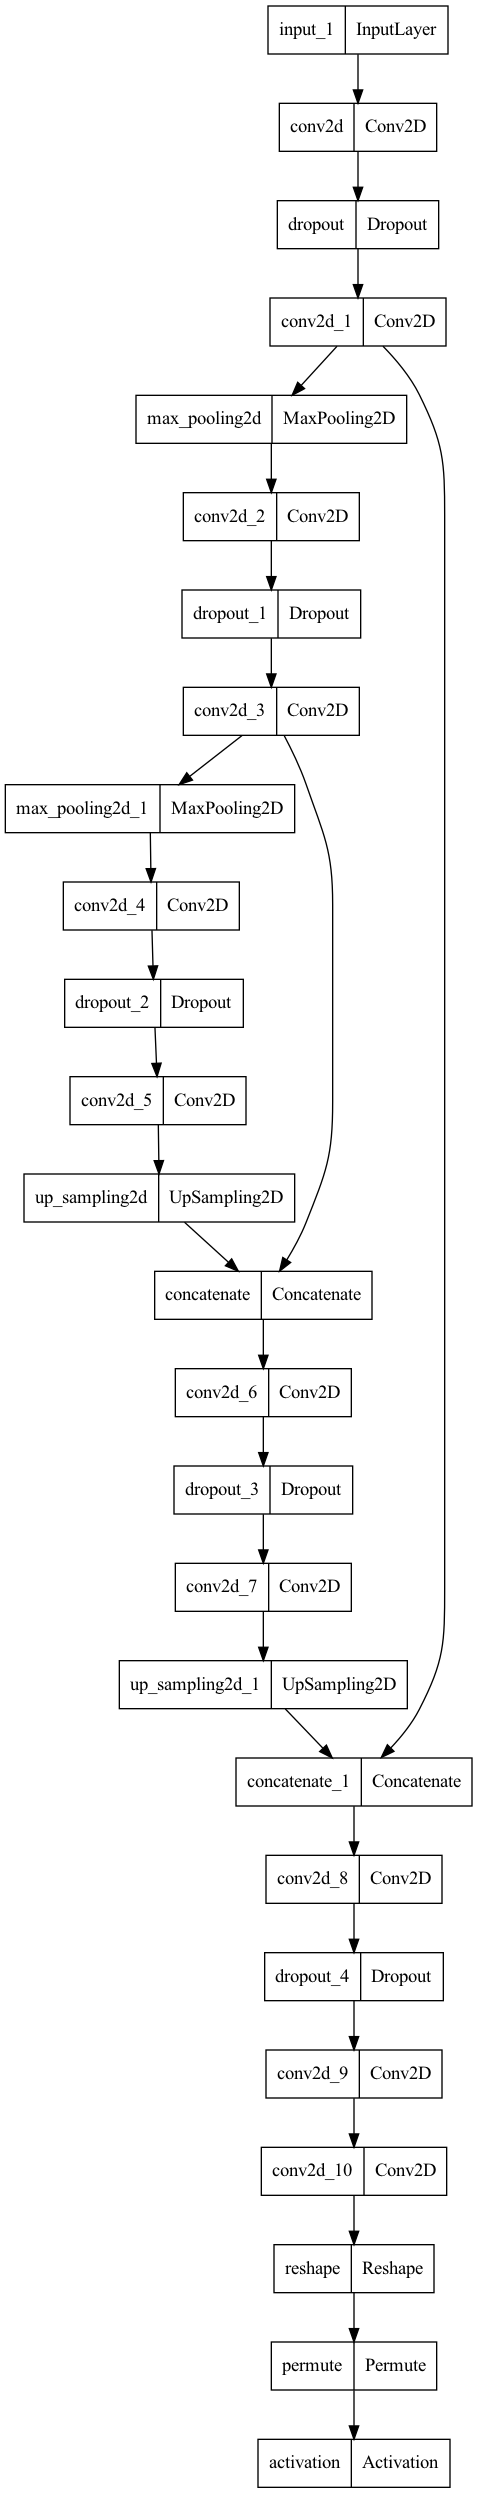 input_1 InputLayer
conv2d Conv2D
dropout Dropout
conv2d_1 Conv2D
max_pooling2d MaxPooling2D
conv2d_2 Conv2D
dropout_1 Dropout
conv2d_3 Conv2D
max_pooling2d_1 MaxPooling2D
conv2d_4 Conv2D
dropout_2 Dropout
conv2d_5 Conv2D
up_sampling2d UpSampling2D
concatenate Concatenate
conv2d_6 Conv2D
dropout_3 Dropout
conv2d_7 Conv2D
up_sampling2d_1 UpSampling2D
concatenate_1 Concatenate
conv2d_8 Conv2D
dropout_4 Dropout
conv2d_9 Conv2D
conv2d_10 Conv2D
reshape Reshape
permute Permute
activation Activation